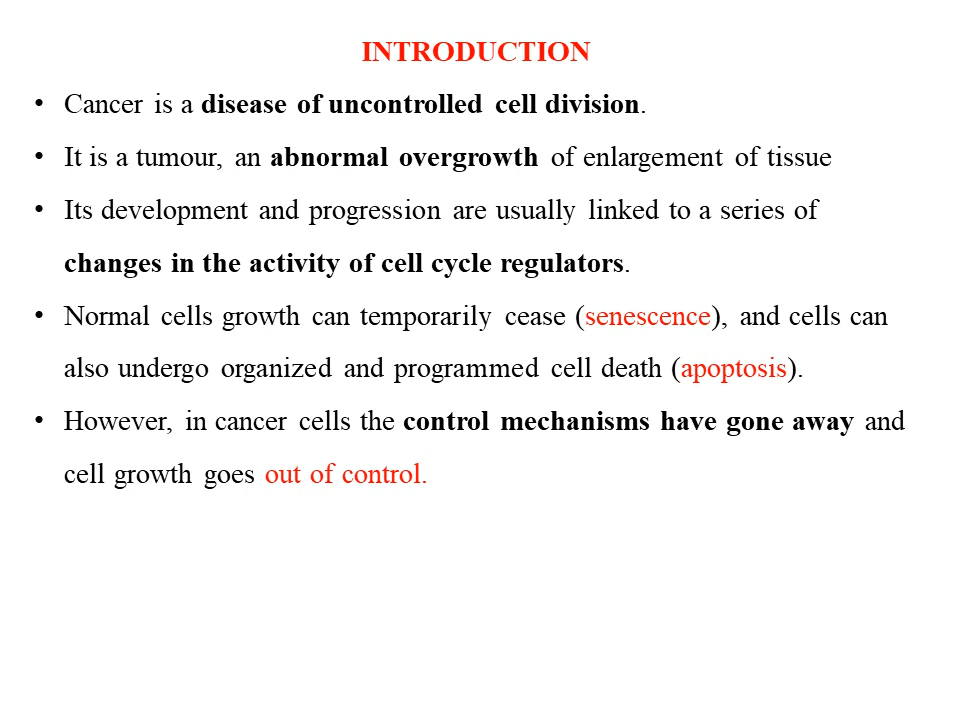 INTRODUCTION
• Cancer is a disease of uncontrolled cell division.
• It is a tumour, an abnormal overgrowth of enlargement of tissue
• Its development and progression are usually linked to a series of
changes in the activity of cell cycle regulators.
• Normal cells growth can temporarily cease (senescence), and cells can
also undergo organized and programmed cell death (apoptosis).
• However, in cancer cells the control mechanisms have gone away and
cell growth goes out of control.